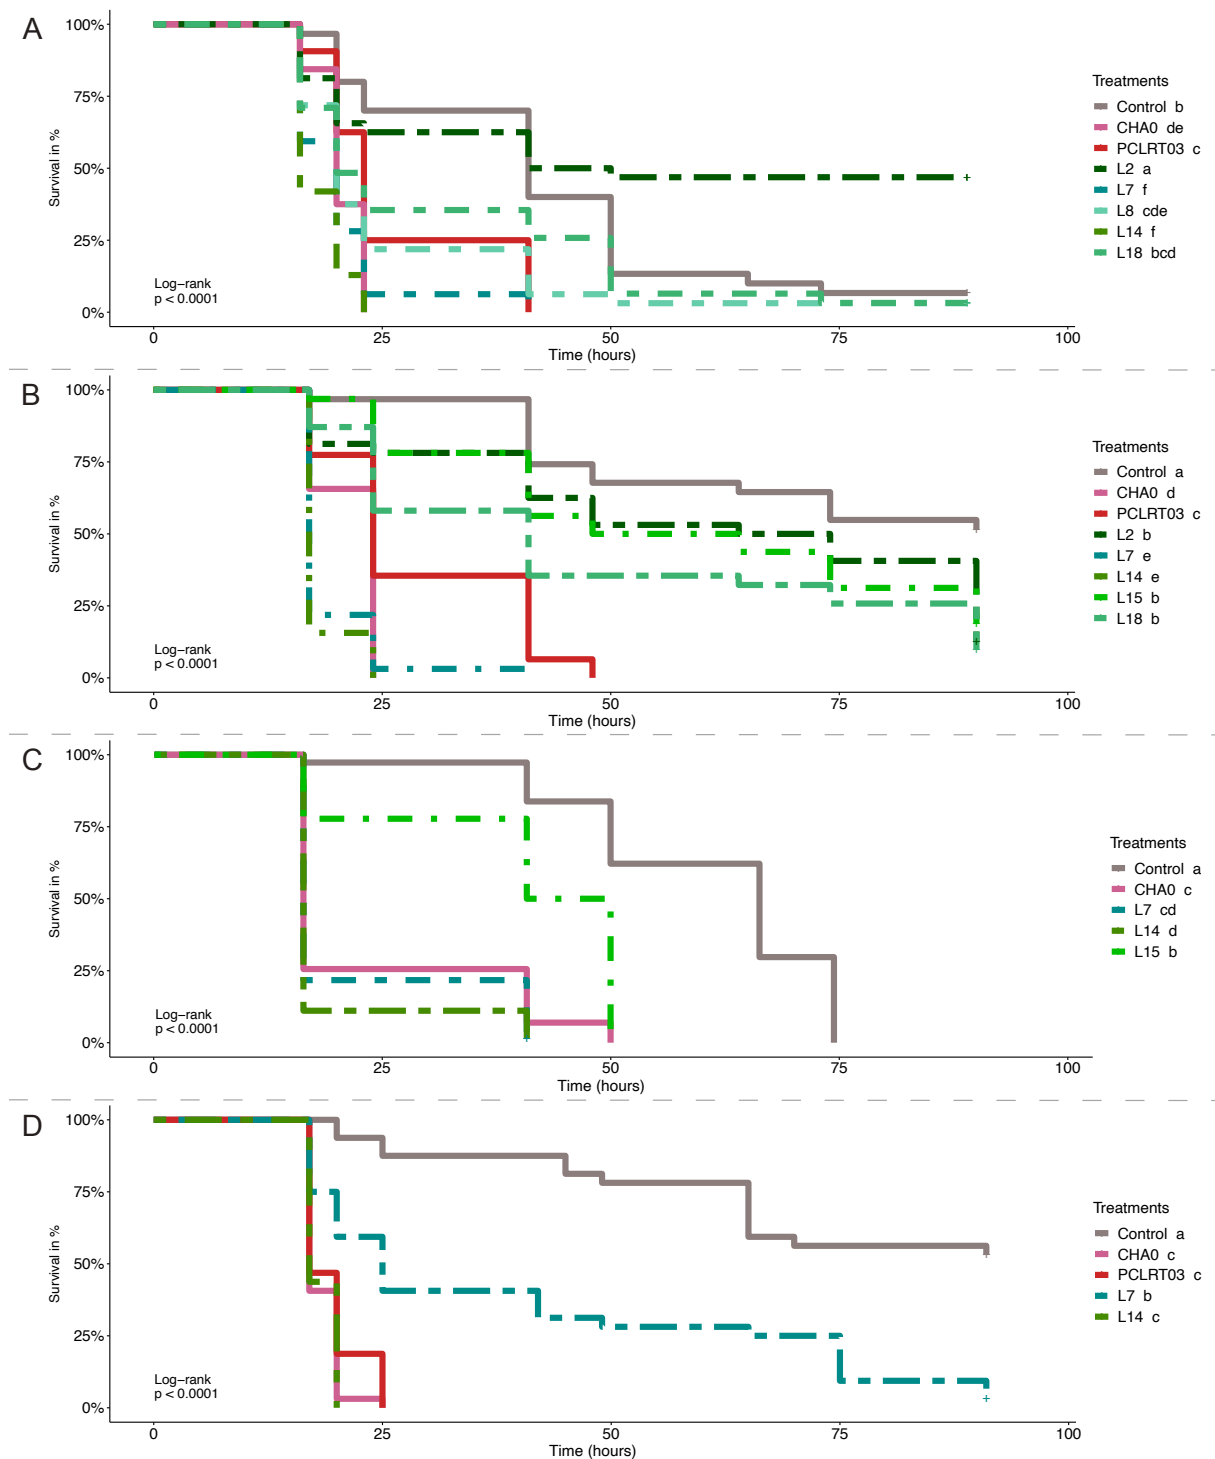 A
100%
75%
50%
25%
0%
Survival in %
Log−rank
p < 0.0001
0
25
50
75
100
Time (hours)
Treatments
Control b
CHA0 de
PCLRT03 c
L2 a
L7 f
L8 cde
L14 f
L18 bcd
B
100%
75%
50%
25%
0%
Survival in %
Log−rank
p < 0.0001
0
25
50
75
100
Time (hours)
Treatments
Control a
CHA0 d
PCLRT03 c
L2 b
L7 e
L14 e
L15 b
L18 b
C
100%
75%
50%
25%
0%
Survival in %
Log−rank
p < 0.0001
0
25
50
75
100
Time (hours)
Treatments
Control a
CHA0 c
L7 cd
L14 d
L15 b
D
100%
75%
50%
25%
0%
Survival in %
Log−rank
p < 0.0001
0
25
50
75
100
Time (hours)
Treatments
Control a
CHA0 c
PCLRT03 c
L7 b
L14 c